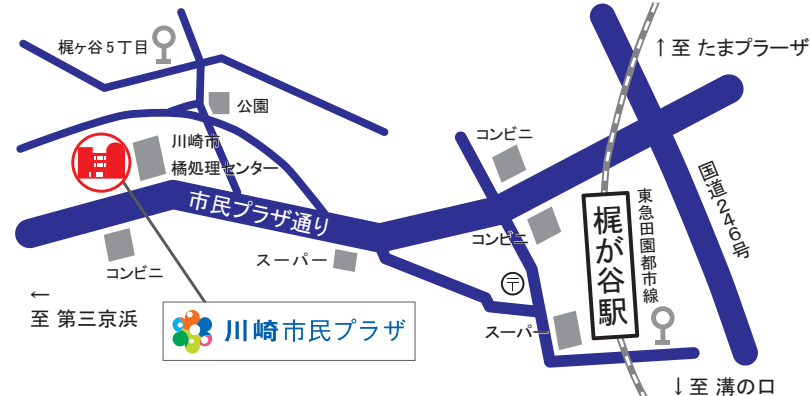 梶ヶ谷5丁目
↑至 たまプラーザ
公園
コンビニ
川崎市
橘処理センター
国道246号
東急田園都市線
梶が谷駅
市民プラザ通り
コンビニ
スーパー
コンビニ
〒
←
至 第三京浜
川崎市民プラザ
スーパー
↓至 溝の口